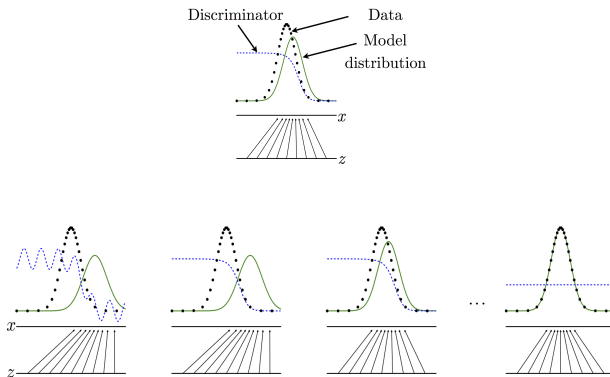 Discriminator
Data
Model
distribution
x
z
...
x
z